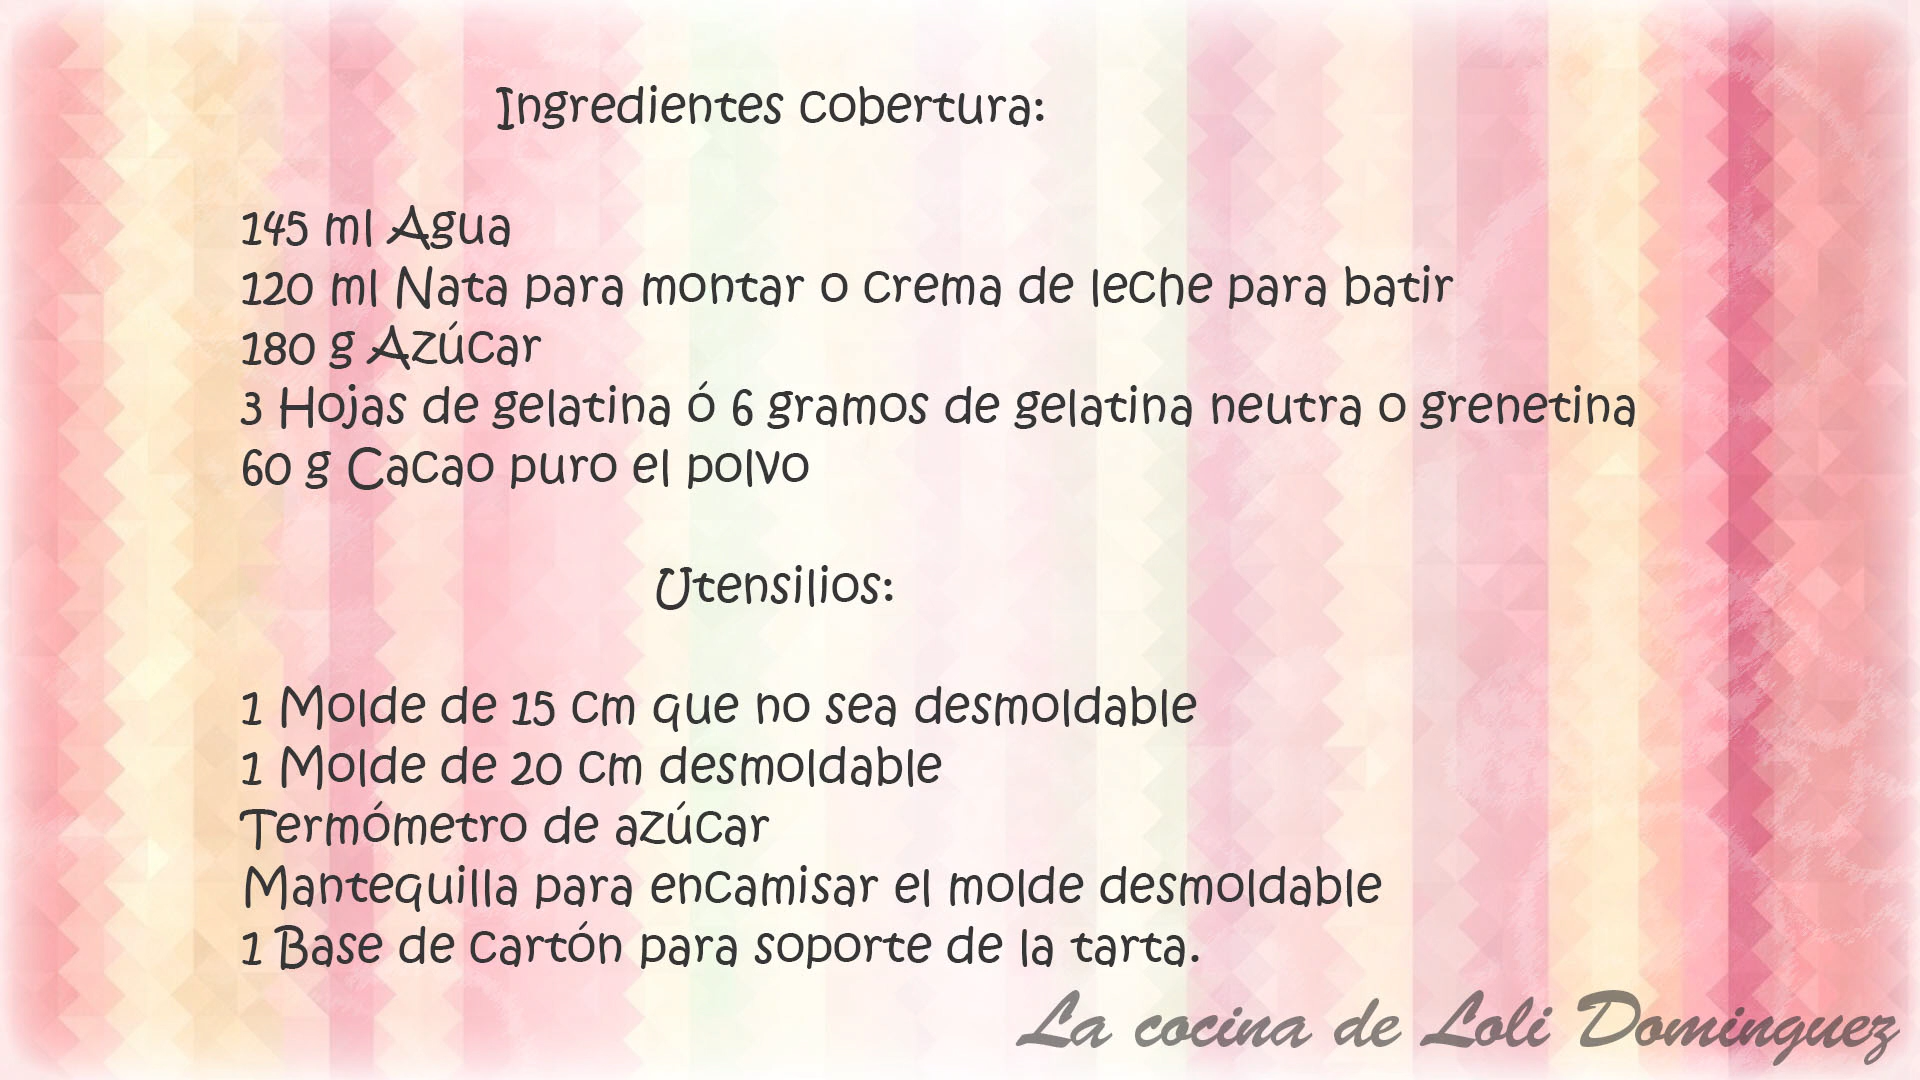 Ingredientes cobertura:
145 ml Agua
120 ml Nata para montar o crema de leche para batir
180 g Azúcar
3 Hojas de gelatina ó 6 gramos de gelatina neutra o grenetina
60 g Cacao puro el polvo
Utensilios:
1 Molde de 15 cm que no sea desmoldable
1 Molde de 20 cm desmoldable
Termómetro de azúcar
Mantequilla para encamisar el molde desmoldable
1 Base de cartón para soporte de la tarta.
La cocina de Loli Dominguez